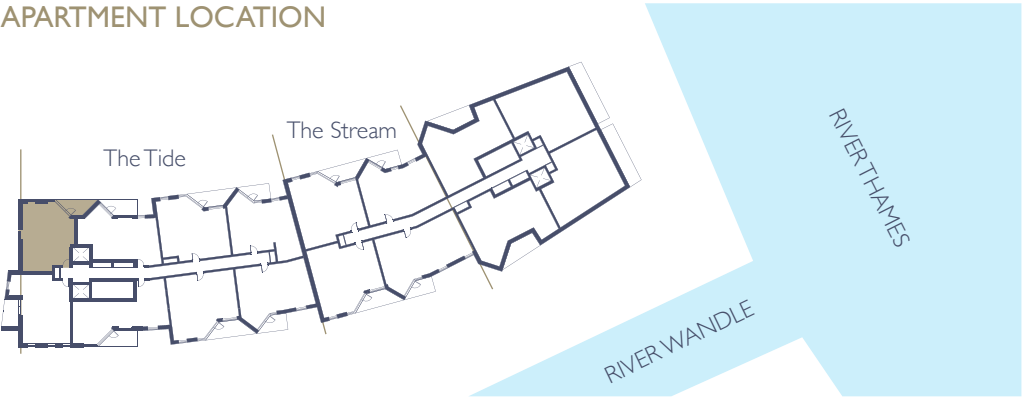 APARTMENT LOCATION
The Stream
The Tide
RIVER THAMES
RIVER WANDLE